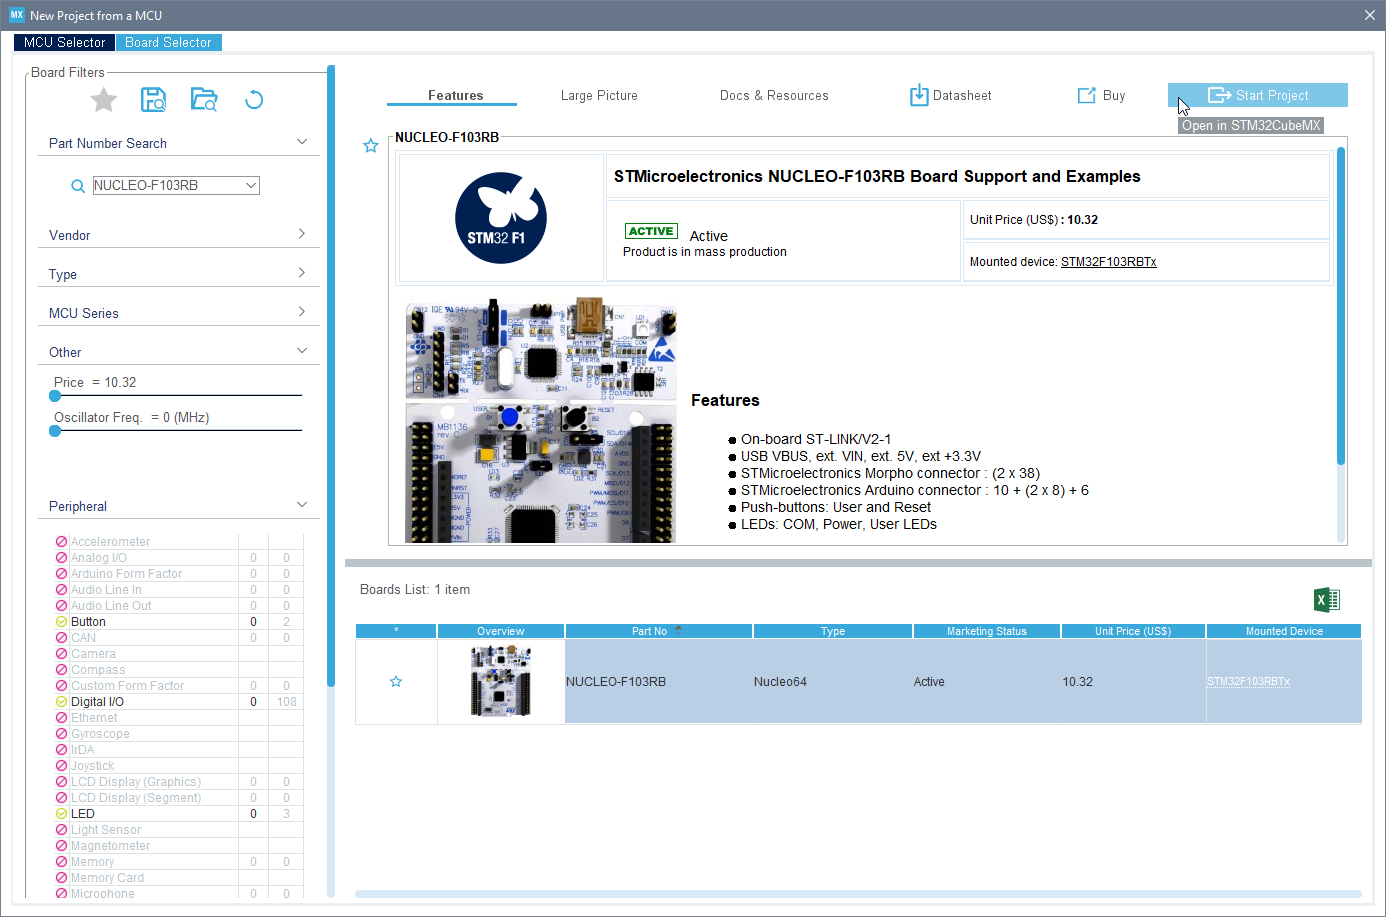 MX New Project from a MCU
MCU Selector Board Selector
Board Filters
Part Number Search
NUCLEO-F103RB
Vendor
Type
MCU Series
Other
Price = 10.32
Oscillator Freq. = 0 (MHz)
Peripheral
Accelerometer
Analog I/O 0 0
Arduino Form Factor 0 0
Audio Line In 0 0
Audio Line Out 0 0
Button 0 2
CAN 0 0
Camera
Compass
Custom Form Factor 0 0
Digital I/O 0 108
Ethernet
Gyroscope
IrDA
Joystick
LCD Display (Graphics) 0 0
LCD Display (Segment) 0 0
LED 0 3
Light Sensor
Magnetometer
Memory 0 0
Memory Card
Microphone 0 0
Features Large Picture Docs & Resources Datasheet Buy Start Project
Open in STM32CubeMX
NUCLEO-F103RB
STM32 F1
STMicroelectronics NUCLEO-F103RB Board Support and Examples
ACTIVE Active
Product is in mass production
Unit Price (US$) : 10.32
Mounted device: STM32F103RBTx
USER
RESET
B1
B2
MB1136
rev C
Features
On-board ST-LINK/V2-1
USB VBUS, ext. VIN, ext. 5V, ext +3.3V
STMicroelectronics Morpho connector : (2 x 38)
STMicroelectronics Arduino connector : 10 + (2 x 8) + 6
Push-buttons: User and Reset
LEDs: COM, Power, User LEDs
Boards List: 1 item
* Overview Part No Type Marketing Status Unit Price (US$) Mounted Device
NUCLEO-F103RB Nucleo64 Active 10.32 STM32F103RBTx